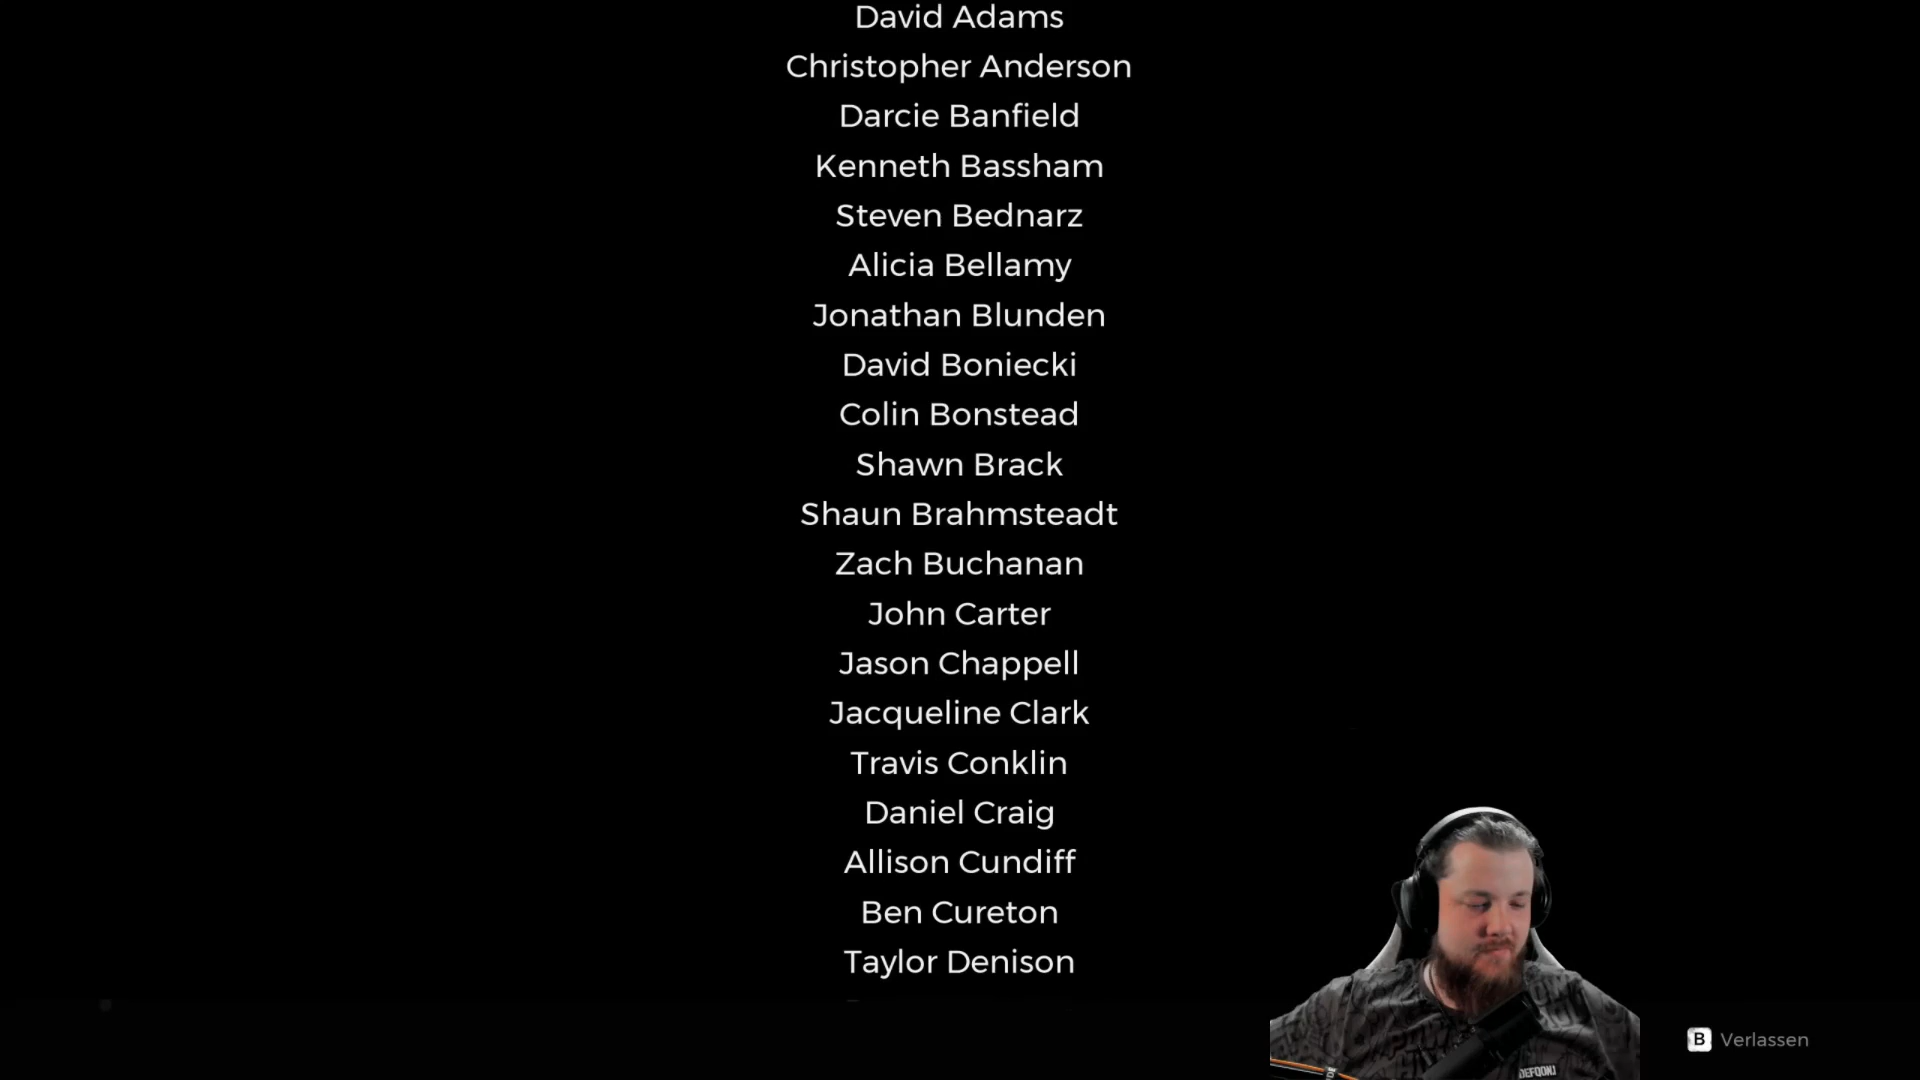 David Adams
Christopher Anderson
Darcie Banfield
Kenneth Bassham
Steven Bednarz
Alicia Bellamy
Jonathan Blunden
David Boniecki
Colin Bonstead
Shawn Brack
Shaun Brahmsteadt
Zach Buchanan
John Carter
Jason Chappell
Jacqueline Clark
Travis Conklin
Daniel Craig
Allison Cundiff
Ben Cureton
Taylor Denison
B Verlassen